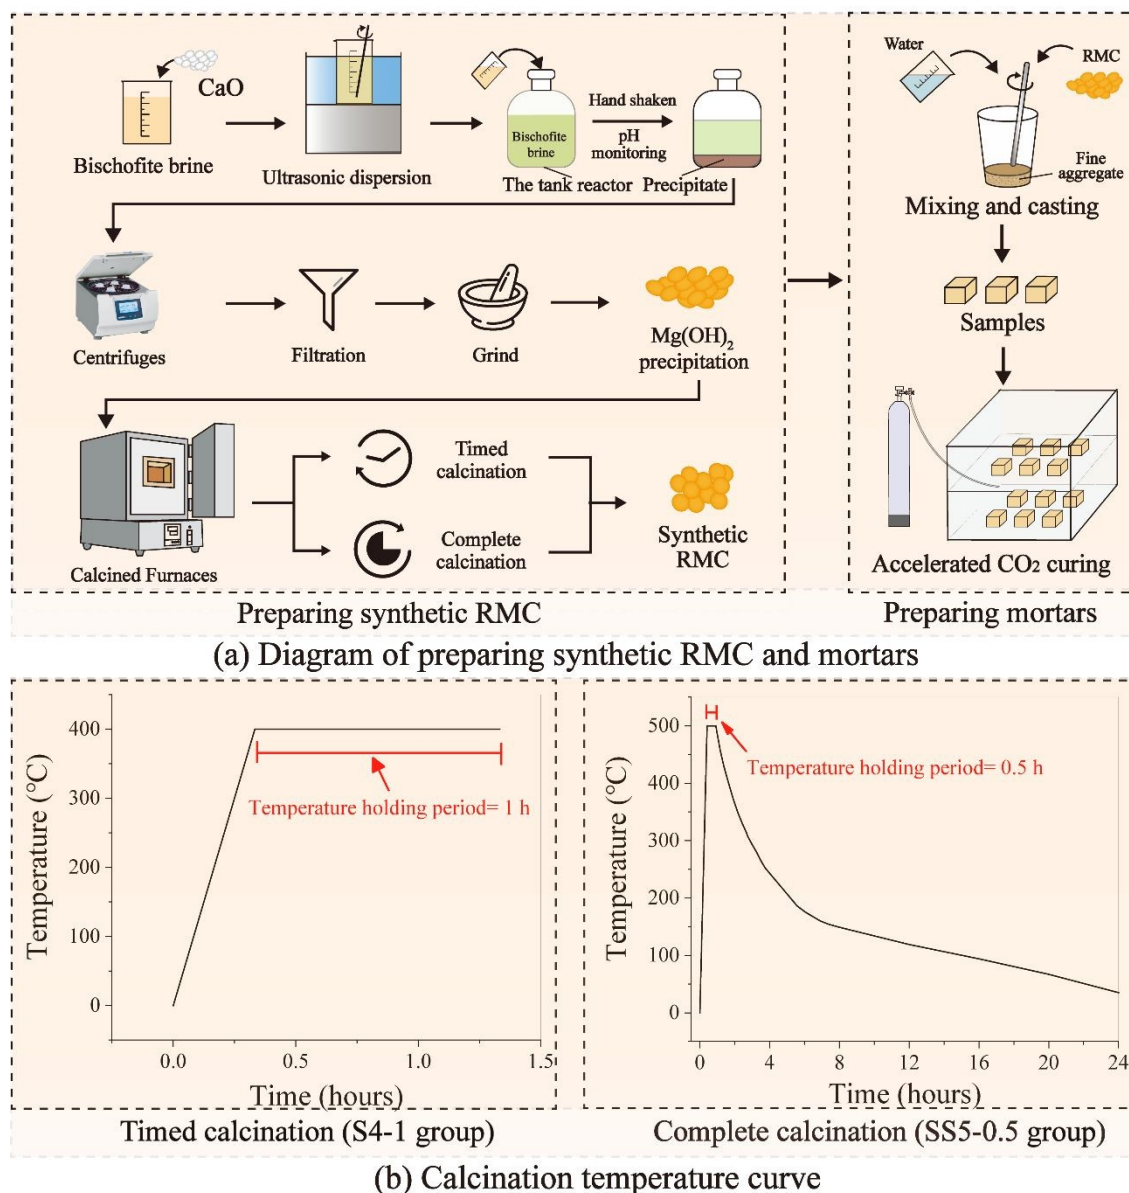 CaO
Bischofite brine
Ultrasonic dispersion
Bischofite
brine
The tank reactor
Hand shaken
pH
monitoring
Precipitate
Centrifuges
Filtration
Grind
Mg(OH)2
precipitation
Calcined Furnaces
Timed
calcination
Complete
calcination
Synthetic
RMC
Preparing synthetic RMC
Water
RMC
Fine
aggregate
Mixing and casting
Samples
Accelerated CO2 curing
Preparing mortars
(a) Diagram of preparing synthetic RMC and mortars
Temperature (°C)
400
300
200
100
0
Temperature holding period= 1 h
0.0 0.5 1.0 1.5
Time (hours)
Timed calcination (S4-1 group)
Temperature (°C)
500
400
300
200
100
0
Temperature holding period= 0.5 h
0 4 8 12 16 20 24
Time (hours)
Complete calcination (SS5-0.5 group)
(b) Calcination temperature curve